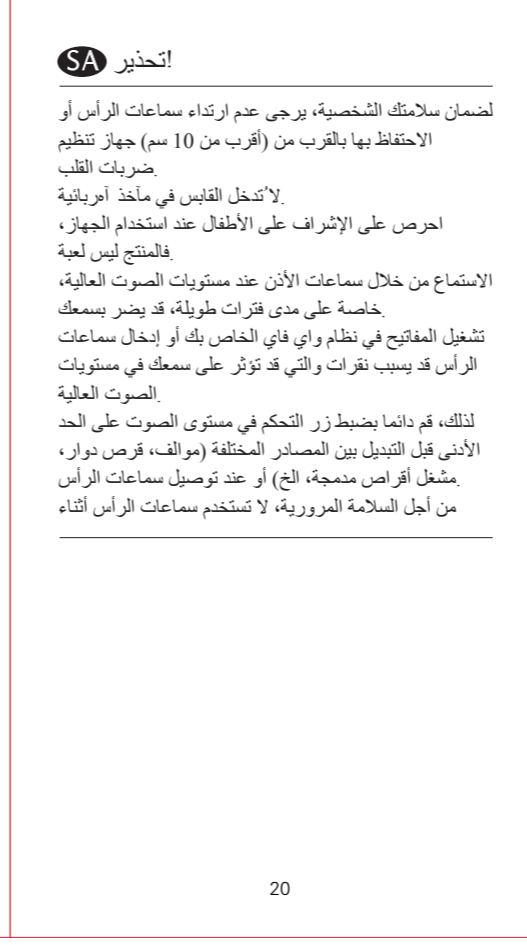 SA تحذير!
لضمان سلامتك الشخصية، يرجى عدم ارتداء سماعات الرأس أو
الاحتفاظ بها بالقرب من (أقرب من 10 سم) جهاز تنظيم
ضربات القلب.
لا ُتدخل القابس في مآخذ آهربائية.
احرص على الإشراف على الأطفال عند استخدام الجهاز،
فالمنتج ليس لعبة.
الاستماع من خلال سماعات الأذن عند مستويات الصوت العالية،
خاصة على مدى فترات طويلة، قد يضر بسمعك.
تشغيل المفاتيح في نظام واي فاي الخاص بك أو إدخال سماعات
الرأس قد يسبب نقرات والتي قد تؤثر على سمعك في مستويات
الصوت العالية.
لذلك، قم دائما بضبط زر التحكم في مستوى الصوت على الحد
الأدنى قبل التبديل بين المصادر المختلفة (موالف، قرص دوار،
مشغل أقراص مدمجة، الخ) أو عند توصيل سماعات الرأس.
من أجل السلامة المرورية، لا تستخدم سماعات الرأس أثناء
20